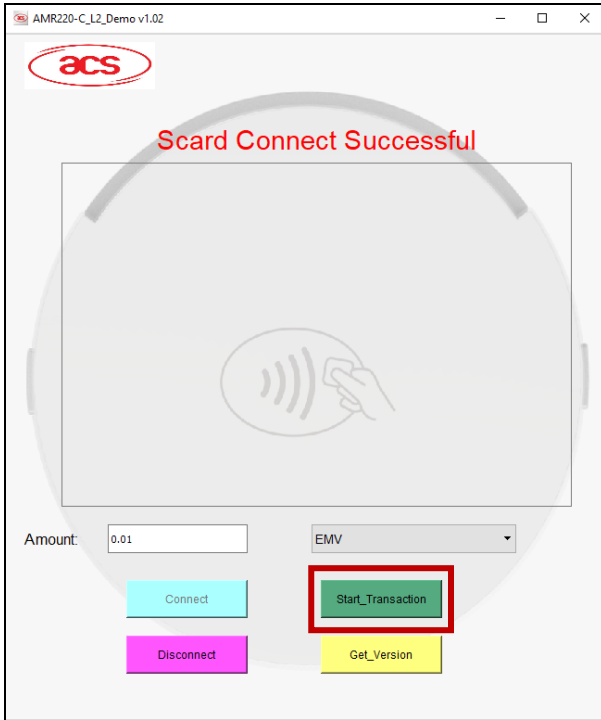 AMR220-C_L2_Demo v1.02
acs
Scard Connect Successful
Amount: 0.01 EMV
Connect Start_Transaction
Disconnect Get_Version